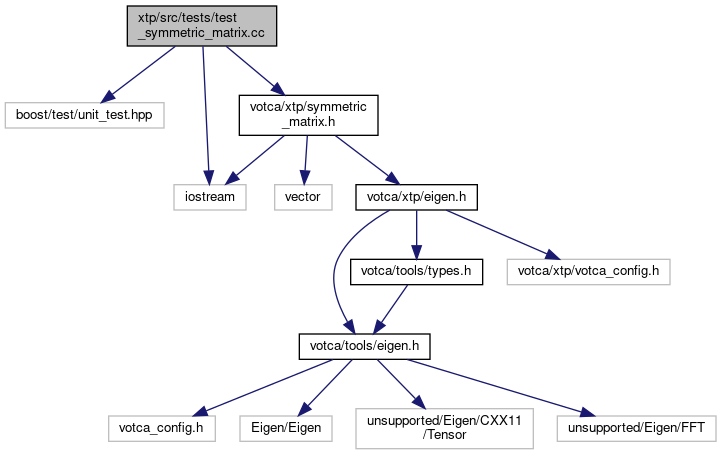 xtp/src/tests/test
_symmetric_matrix.cc
boost/test/unit_test.hpp
votca/xtp/symmetric
_matrix.h
iostream
vector
votca/xtp/eigen.h
votca/tools/types.h
votca/xtp/votca_config.h
votca/tools/eigen.h
votca_config.h
Eigen/Eigen
unsupported/Eigen/CXX11
/Tensor
unsupported/Eigen/FFT